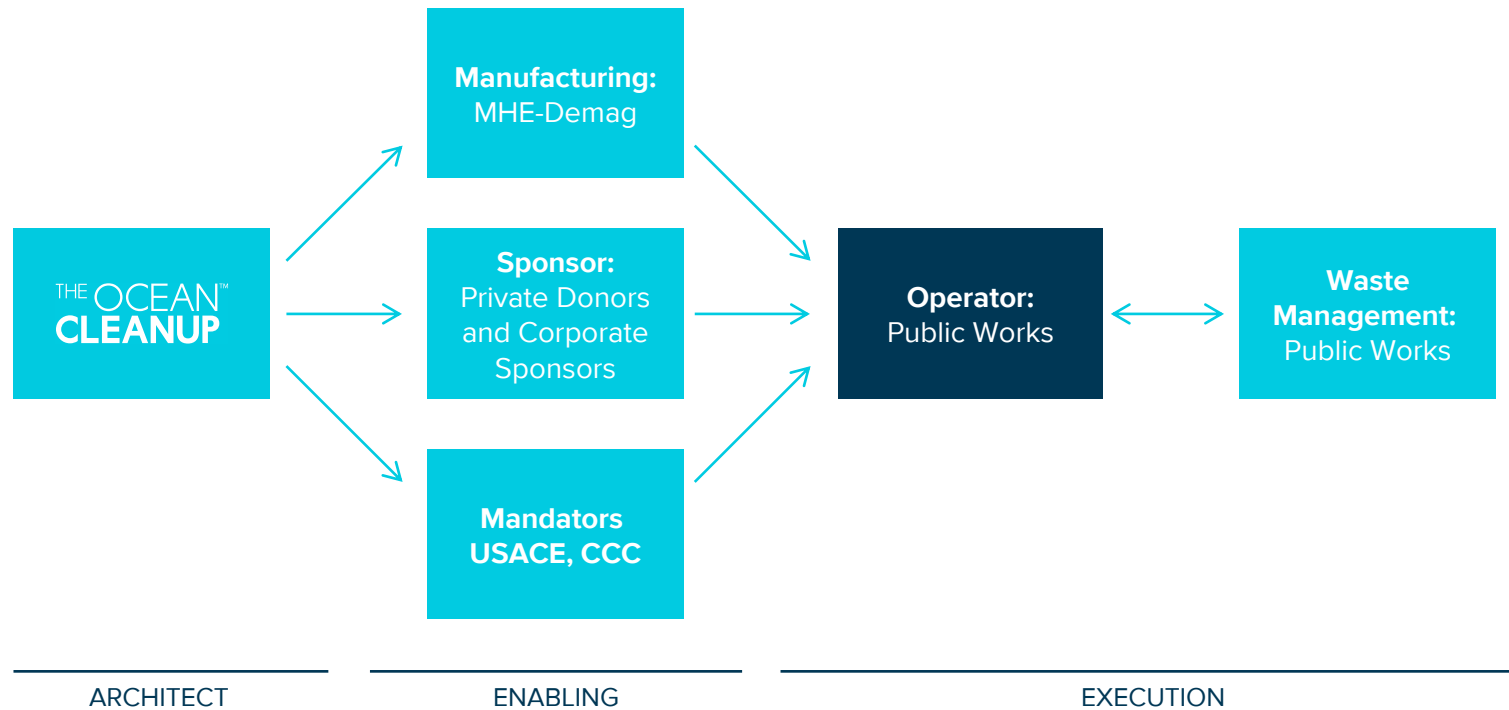 Manufacturing:
MHE-Demag
THE OCEAN™
CLEANUP
Sponsor:
Private Donors
and Corporate
Sponsors
Operator:
Public Works
Waste
Management:
Public Works
Mandators
USACE, CCC
ARCHITECT
ENABLING
EXECUTION